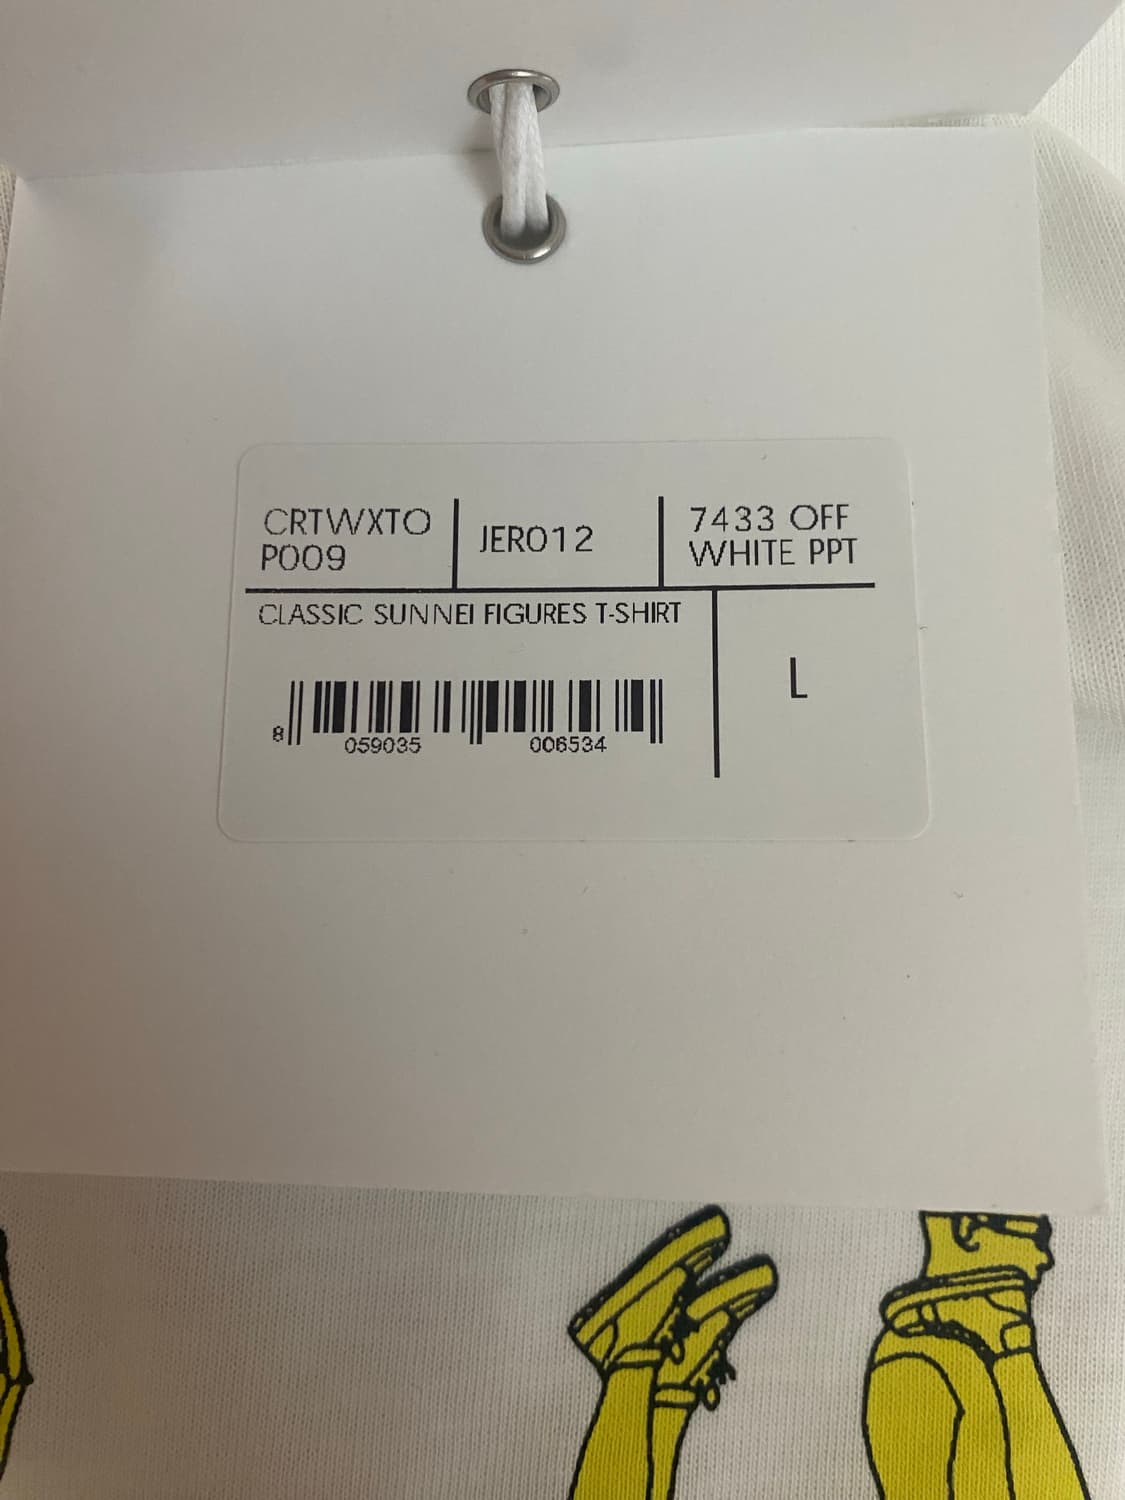 CRTWXTO
P009
JER012
7433 OFF
WHITE PPT
CLASSIC SUNNEI FIGURES T-SHIRT
L
8 059035 006534